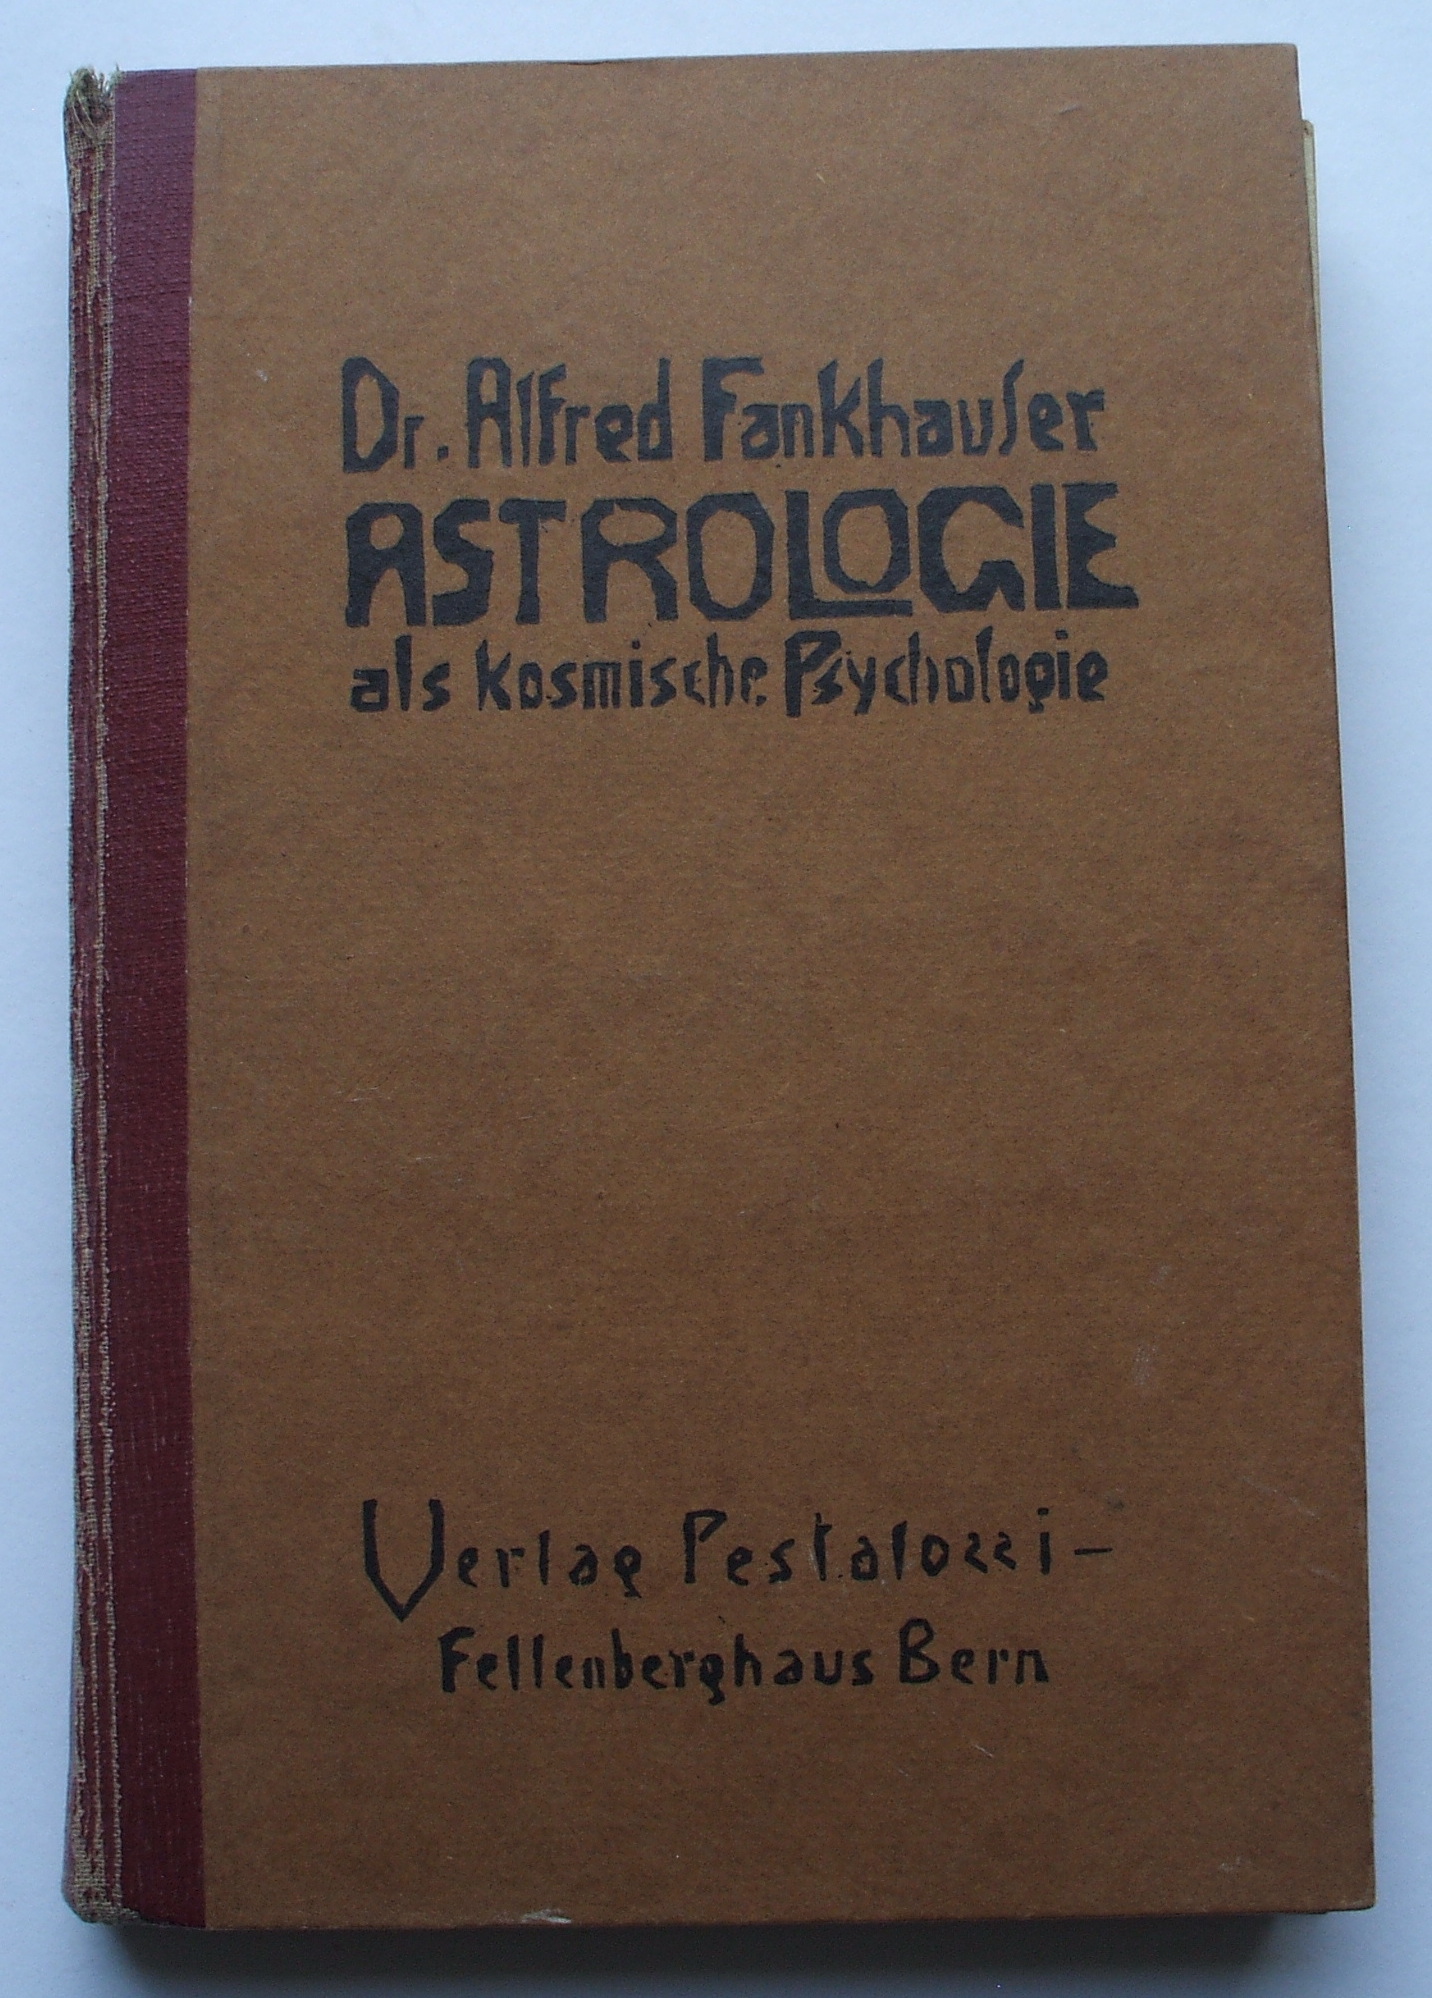 Dr. Alfred Fankhauſer
ASTROLOGIE
als kosmische Psychologie
Verlag Pestalozzi-
Fellenberghaus Bern